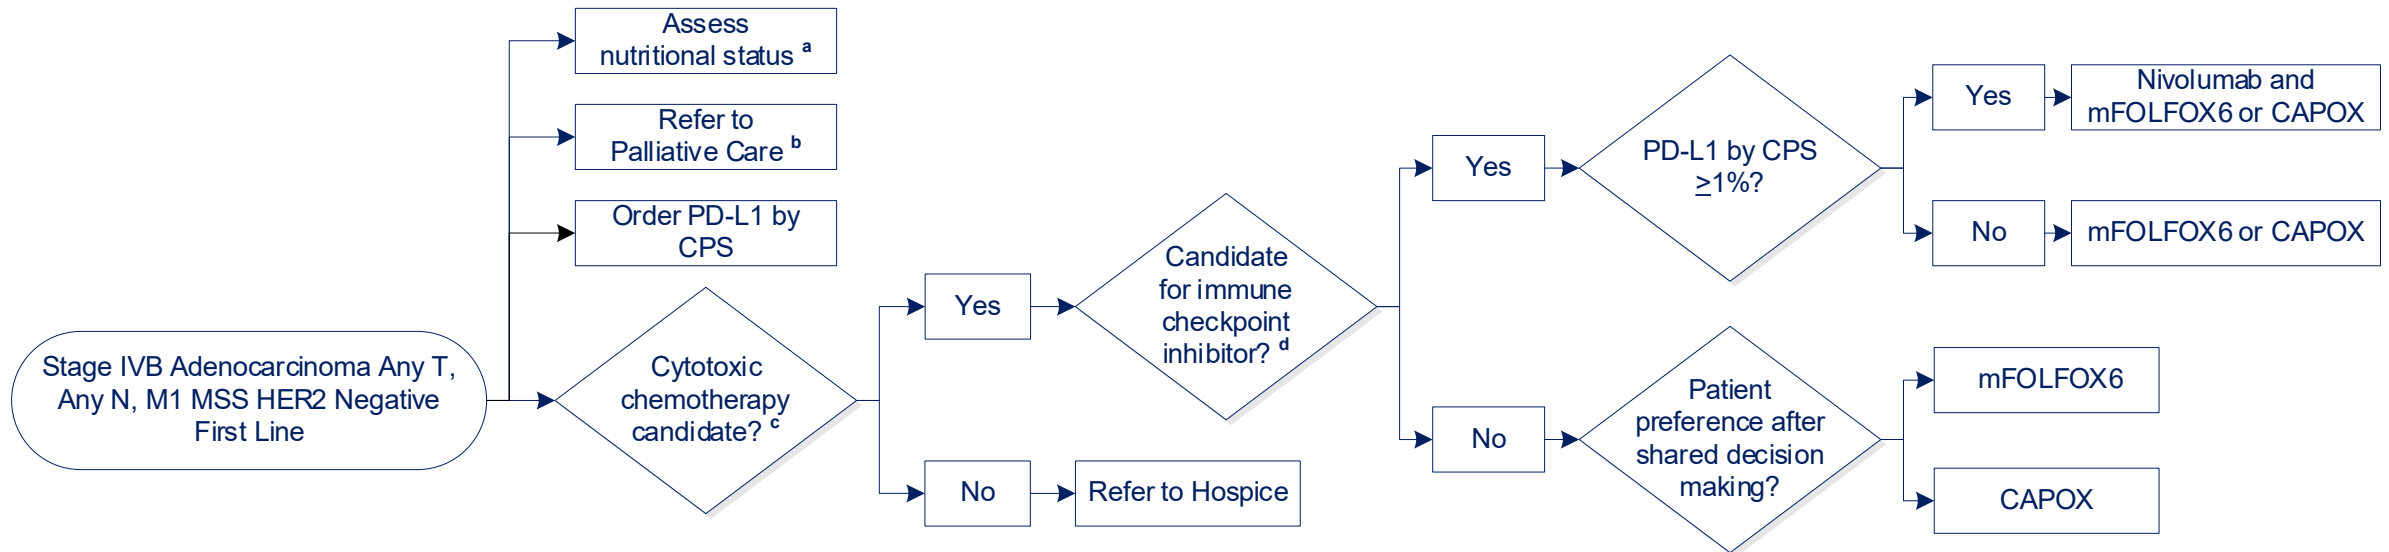 Assess
nutritional status a
Refer to
Palliative Care b
Order PD-L1 by
CPS
Stage IVB Adenocarcinoma Any T,
Any N, M1 MSS HER2 Negative
First Line
Cytotoxic
chemotherapy
candidate? c
Yes
No
Refer to Hospice
Candidate
for immune
checkpoint
inhibitor? d
Yes
No
PD-L1 by CPS
≥1%?
Yes
Nivolumab and
mFOLFOX6 or CAPOX
No
mFOLFOX6 or CAPOX
Patient
preference after
shared decision
making?
mFOLFOX6
CAPOX